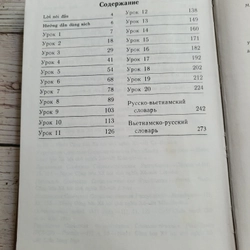 Содержание
Lời nói đầu 4
Hướng dẫn dùng sách 6
Урок 1 7
Урок 2 14
Урок 3 29
Урок 4 41
Урок 5 54
Урок 6 68
Урок 7 78
Урок 8 89
Урок 9 103
Урок 10 113
Урок 11 126
Урок 12 138
Урок 13 149
Урок 14 160
Урок 15 171
Урок 16 182
Урок 17 192
Урок 18 202
Урок 19 212
Урок 20 224
Русско-вьетнамский
словарь 242
Вьетнамско-русский
словарь 273